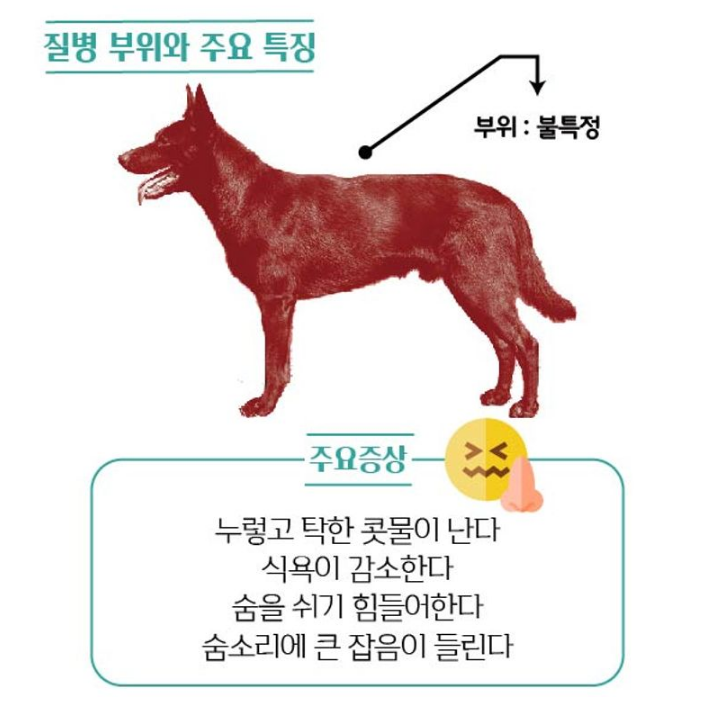 질병 부위와 주요 특징
부위 : 불특정
주요증상
누렇고 탁한 콧물이 난다
식욕이 감소한다
숨을 쉬기 힘들어한다
숨소리에 큰 잡음이 들린다